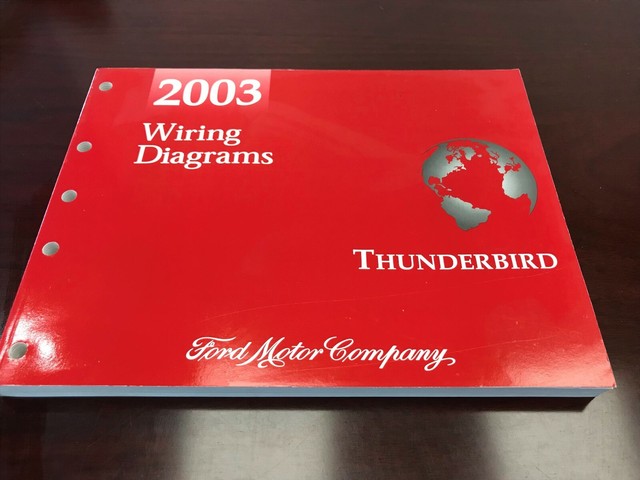 2003
Wiring
Diagrams
THUNDERBIRD
Ford Motor Company